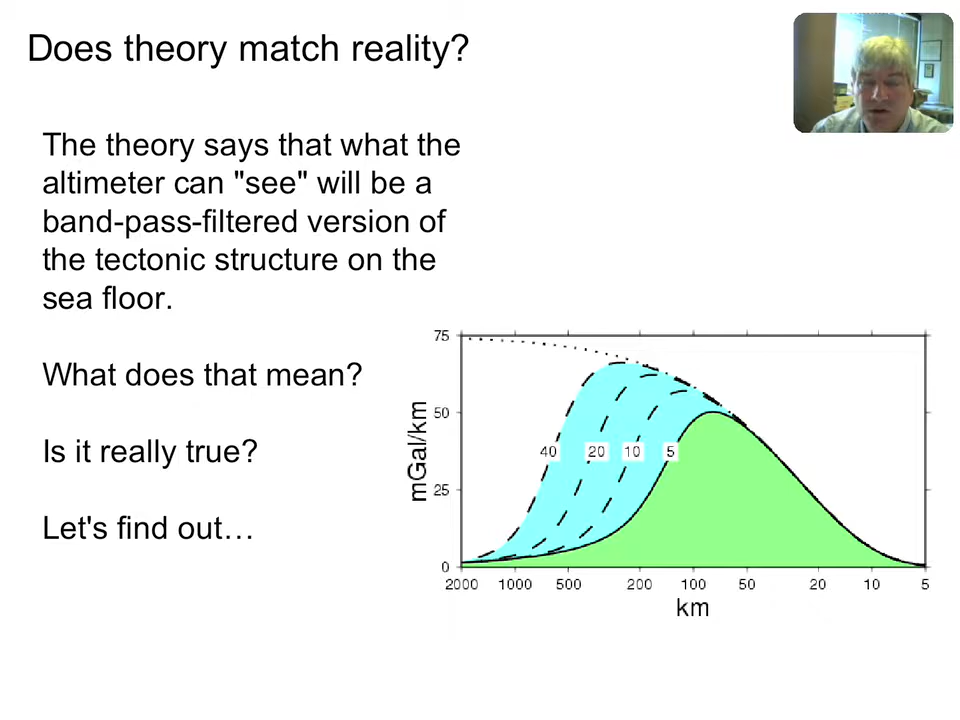 Does theory match reality?
The theory says that what the
altimeter can "see" will be a
band-pass-filtered version of
the tectonic structure on the
sea floor.
What does that mean?
Is it really true?
Let's find out…
75
50
25
0
mGal/km
40 20 10 5
2000 1000 500 200 100 50 20 10 5
km